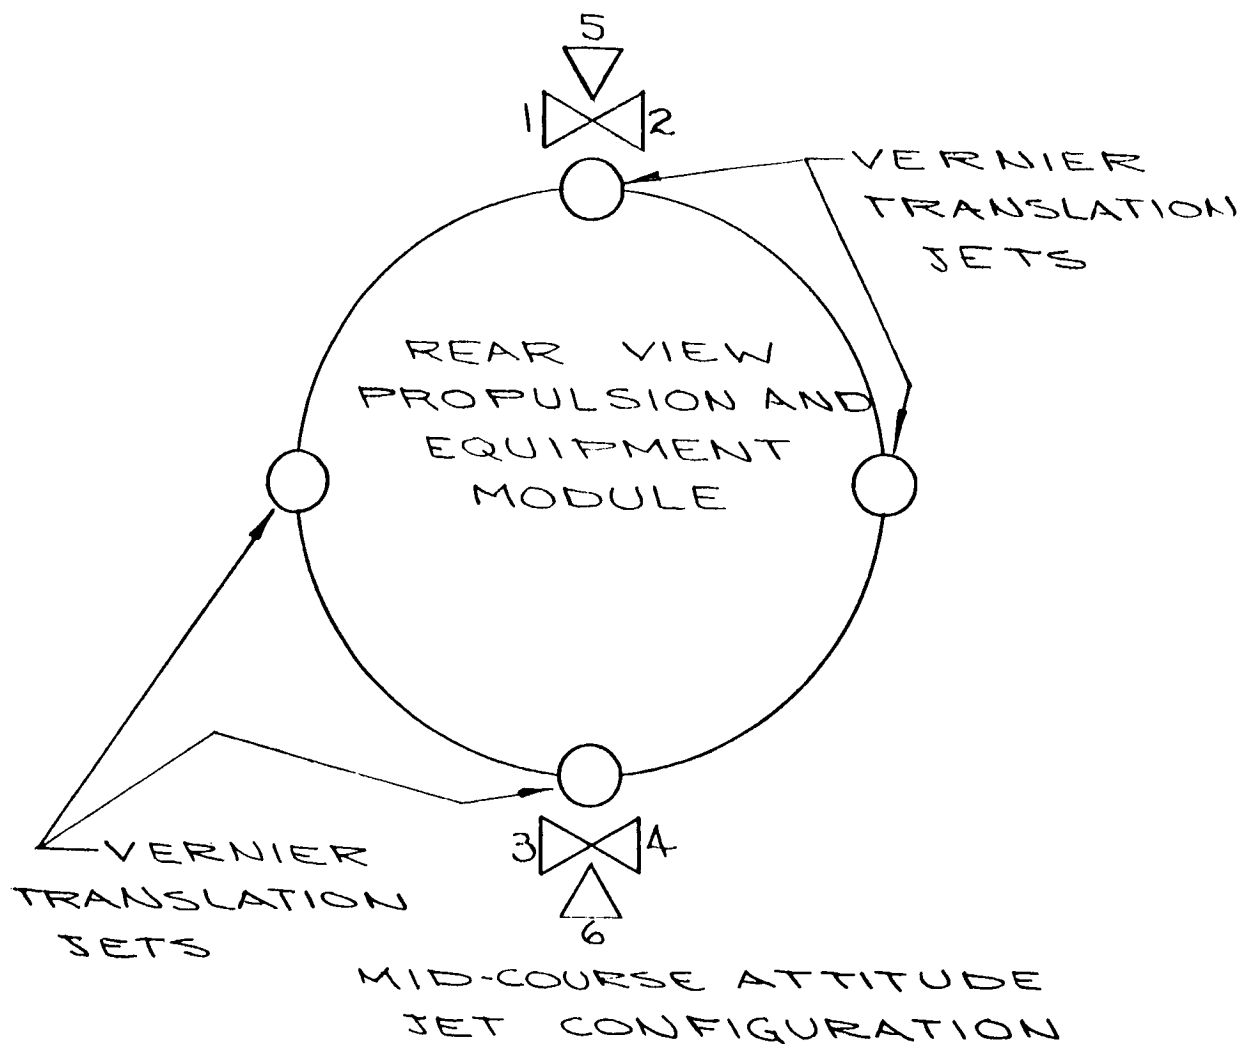 5
1 2
VERNIER
TRANSLATION
JETS
REAR VIEW
PROPULSION AND
EQUIPMENT
MODULE
3 4
6
VERNIER
TRANSLATION
JETS
MID-COURSE ATTITUDE
JET CONFIGURATION